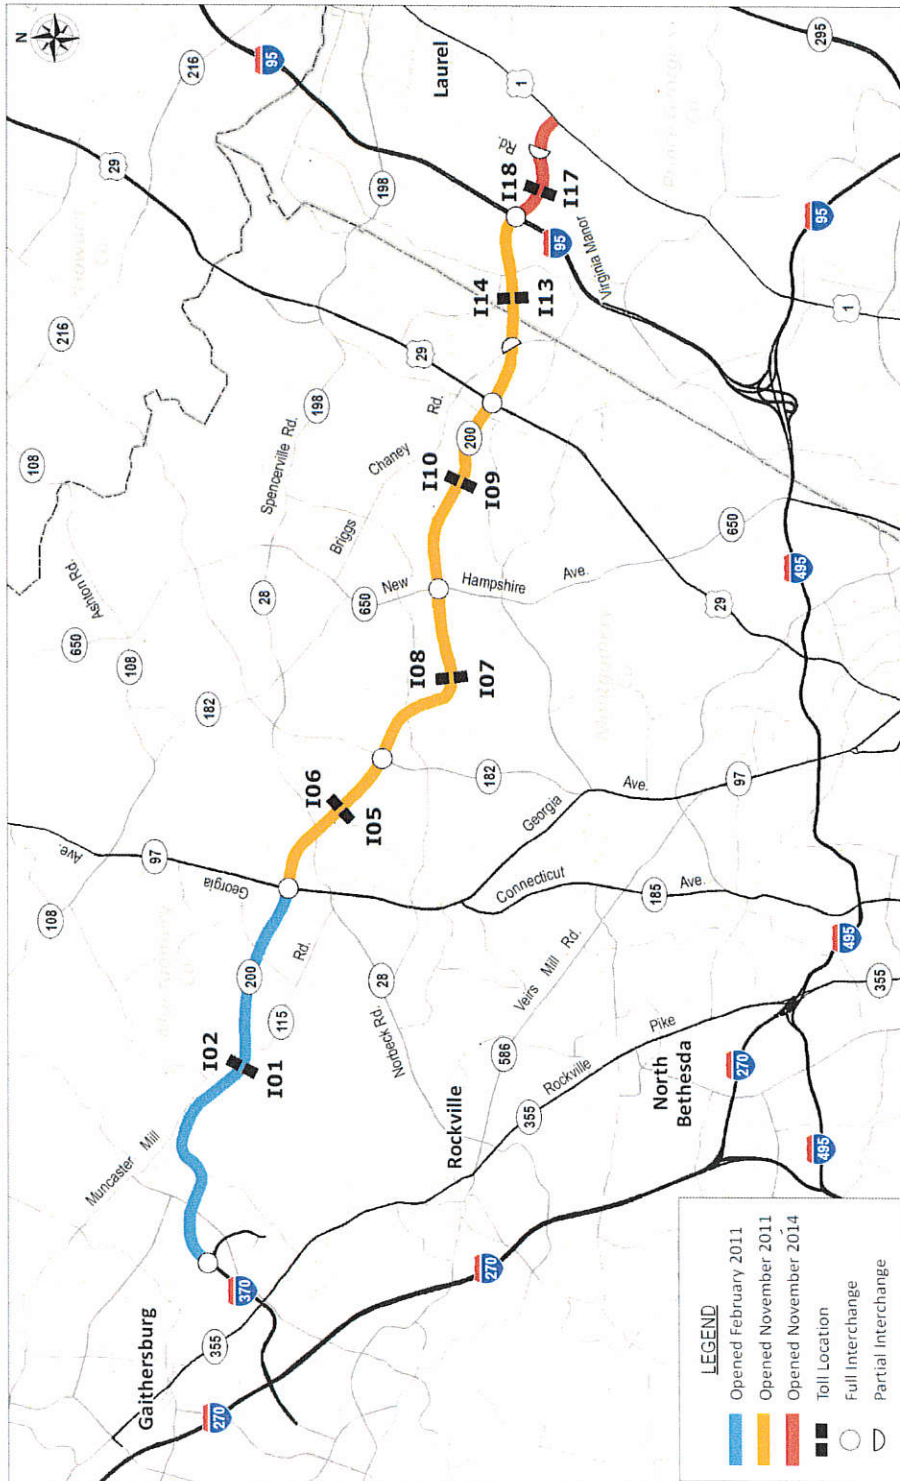 N
29
216
95
295
108
216
108
97
Ave.
650
Ashton Rd.
108
182
198
Laurel
1
Gaithersburg
Muncaster Mill
Georgia
28
Spencerville Rd.
198
Briggs Chaney Rd.
29
355
270
370
I02
I01
200
115
Rd.
I06
I05
650
New Hampshire Ave.
I08
I07
I10
I09
200
I14
I13
I18
I17
Rd.
95
Virginia Manor
Norbeck Rd.
28
182
Rockville
586
Veirs Mill Rd.
Georgia Ave.
97
Connecticut Ave.
185
650
29
270
355
Rockville Pike
North
Bethesda
270
495
495
355
495
95
1
LEGEND
Opened February 2011
Opened November 2011
Opened November 2014
Toll Location
Full Interchange
Partial Interchange